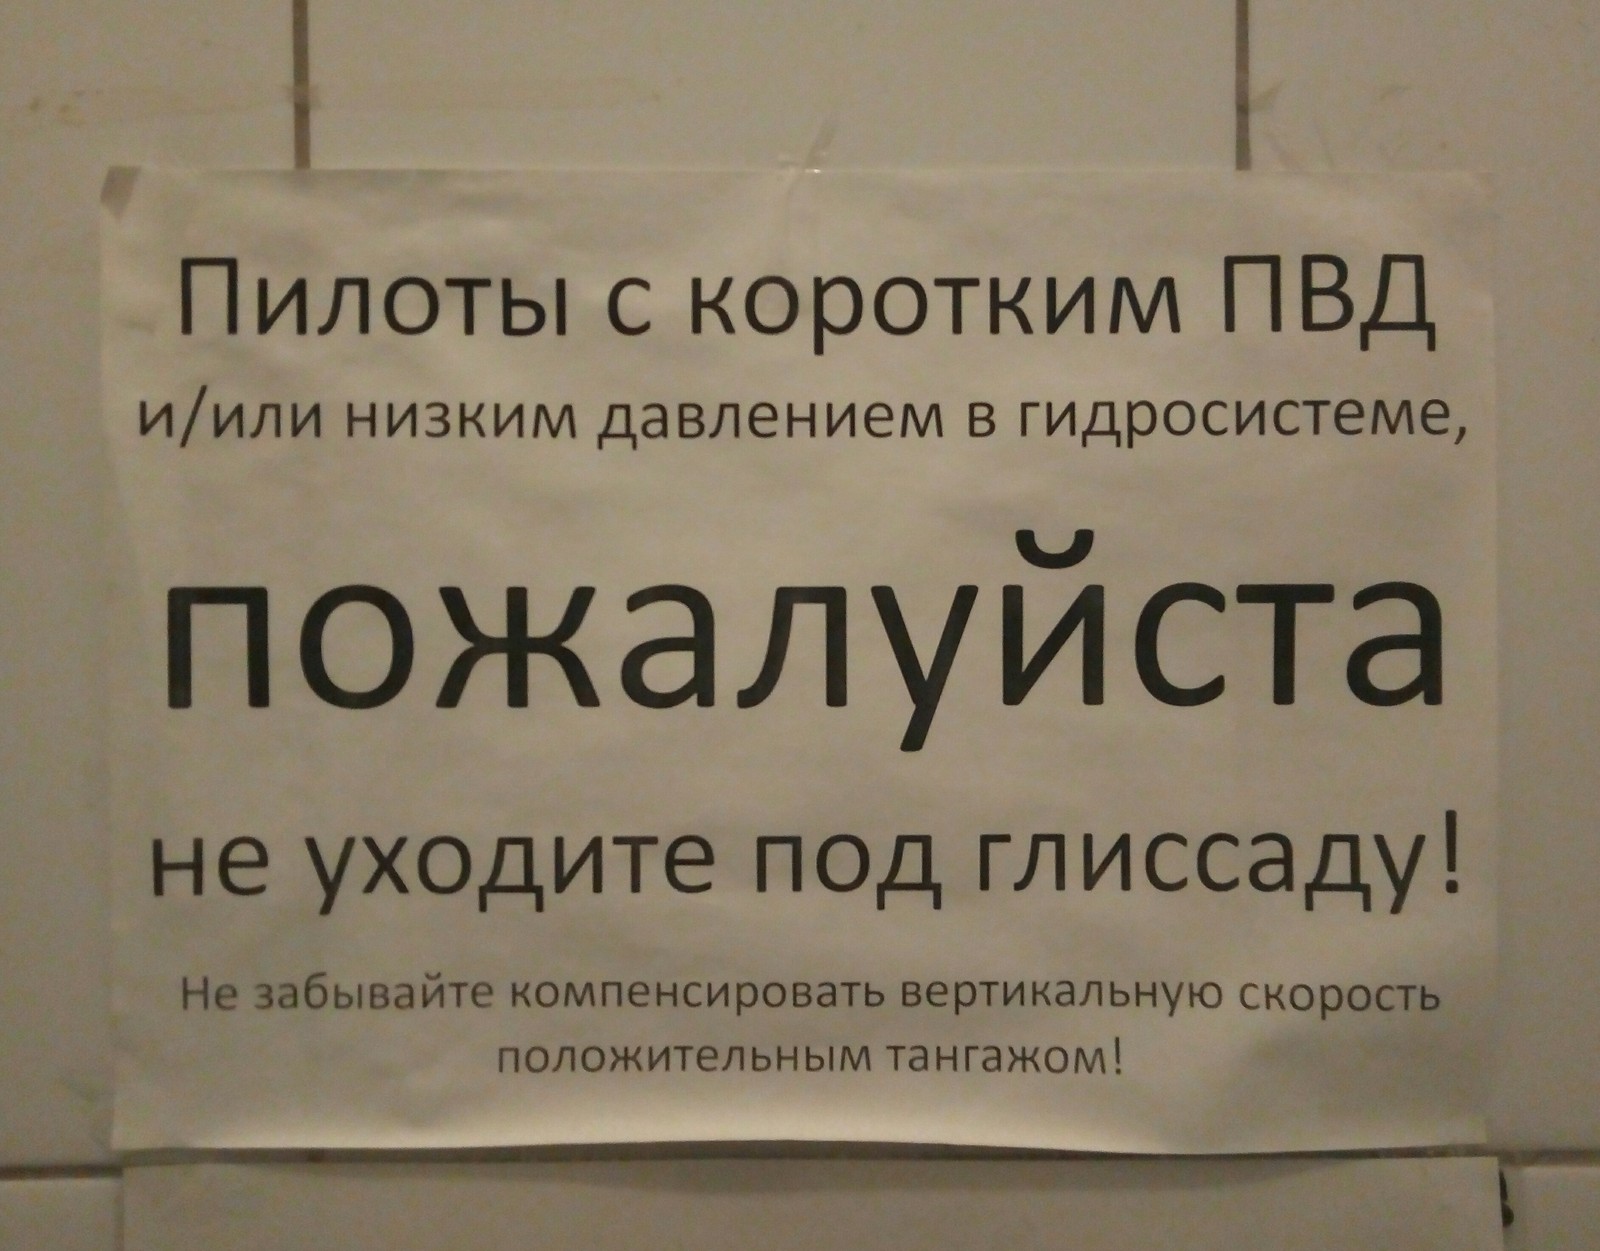 Пилоты с коротким ПВД
и/или низким давлением в гидросистеме,
пожалуйста
не уходите под глиссаду!
Не забывайте компенсировать вертикальную скорость
положительным тангажом!